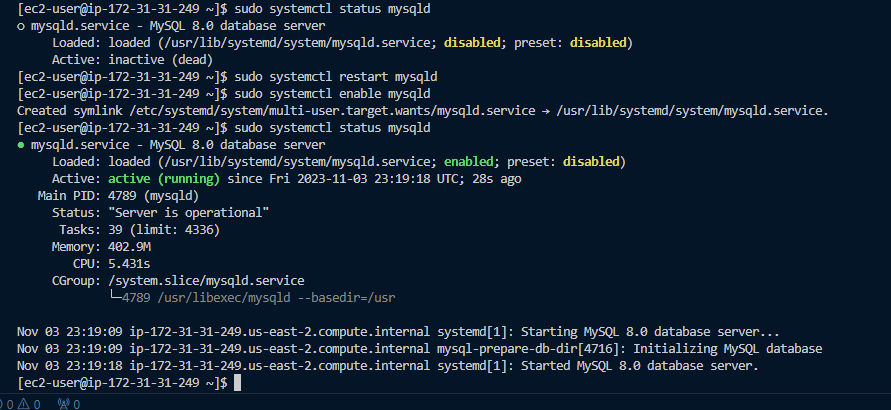 [ec2-user@ip-172-31-31-249 ~]$ sudo systemctl status mysqld
○ mysqld.service - MySQL 8.0 database server
     Loaded: loaded (/usr/lib/systemd/system/mysqld.service; disabled; preset: disabled)
     Active: inactive (dead)
[ec2-user@ip-172-31-31-249 ~]$ sudo systemctl restart mysqld
[ec2-user@ip-172-31-31-249 ~]$ sudo systemctl enable mysqld
Created symlink /etc/systemd/system/multi-user.target.wants/mysqld.service → /usr/lib/systemd/system/mysqld.service.
[ec2-user@ip-172-31-31-249 ~]$ sudo systemctl status mysqld
● mysqld.service - MySQL 8.0 database server
     Loaded: loaded (/usr/lib/systemd/system/mysqld.service; enabled; preset: disabled)
     Active: active (running) since Fri 2023-11-03 23:19:18 UTC; 28s ago
   Main PID: 4789 (mysqld)
     Status: "Server is operational"
      Tasks: 39 (limit: 4336)
     Memory: 402.9M
        CPU: 5.431s
     CGroup: /system.slice/mysqld.service
             └─4789 /usr/libexec/mysqld --basedir=/usr
Nov 03 23:19:09 ip-172-31-31-249.us-east-2.compute.internal systemd[1]: Starting MySQL 8.0 database server...
Nov 03 23:19:09 ip-172-31-31-249.us-east-2.compute.internal mysql-prepare-db-dir[4716]: Initializing MySQL database
Nov 03 23:19:18 ip-172-31-31-249.us-east-2.compute.internal systemd[1]: Started MySQL 8.0 database server.
[ec2-user@ip-172-31-31-249 ~]$
0 0 0